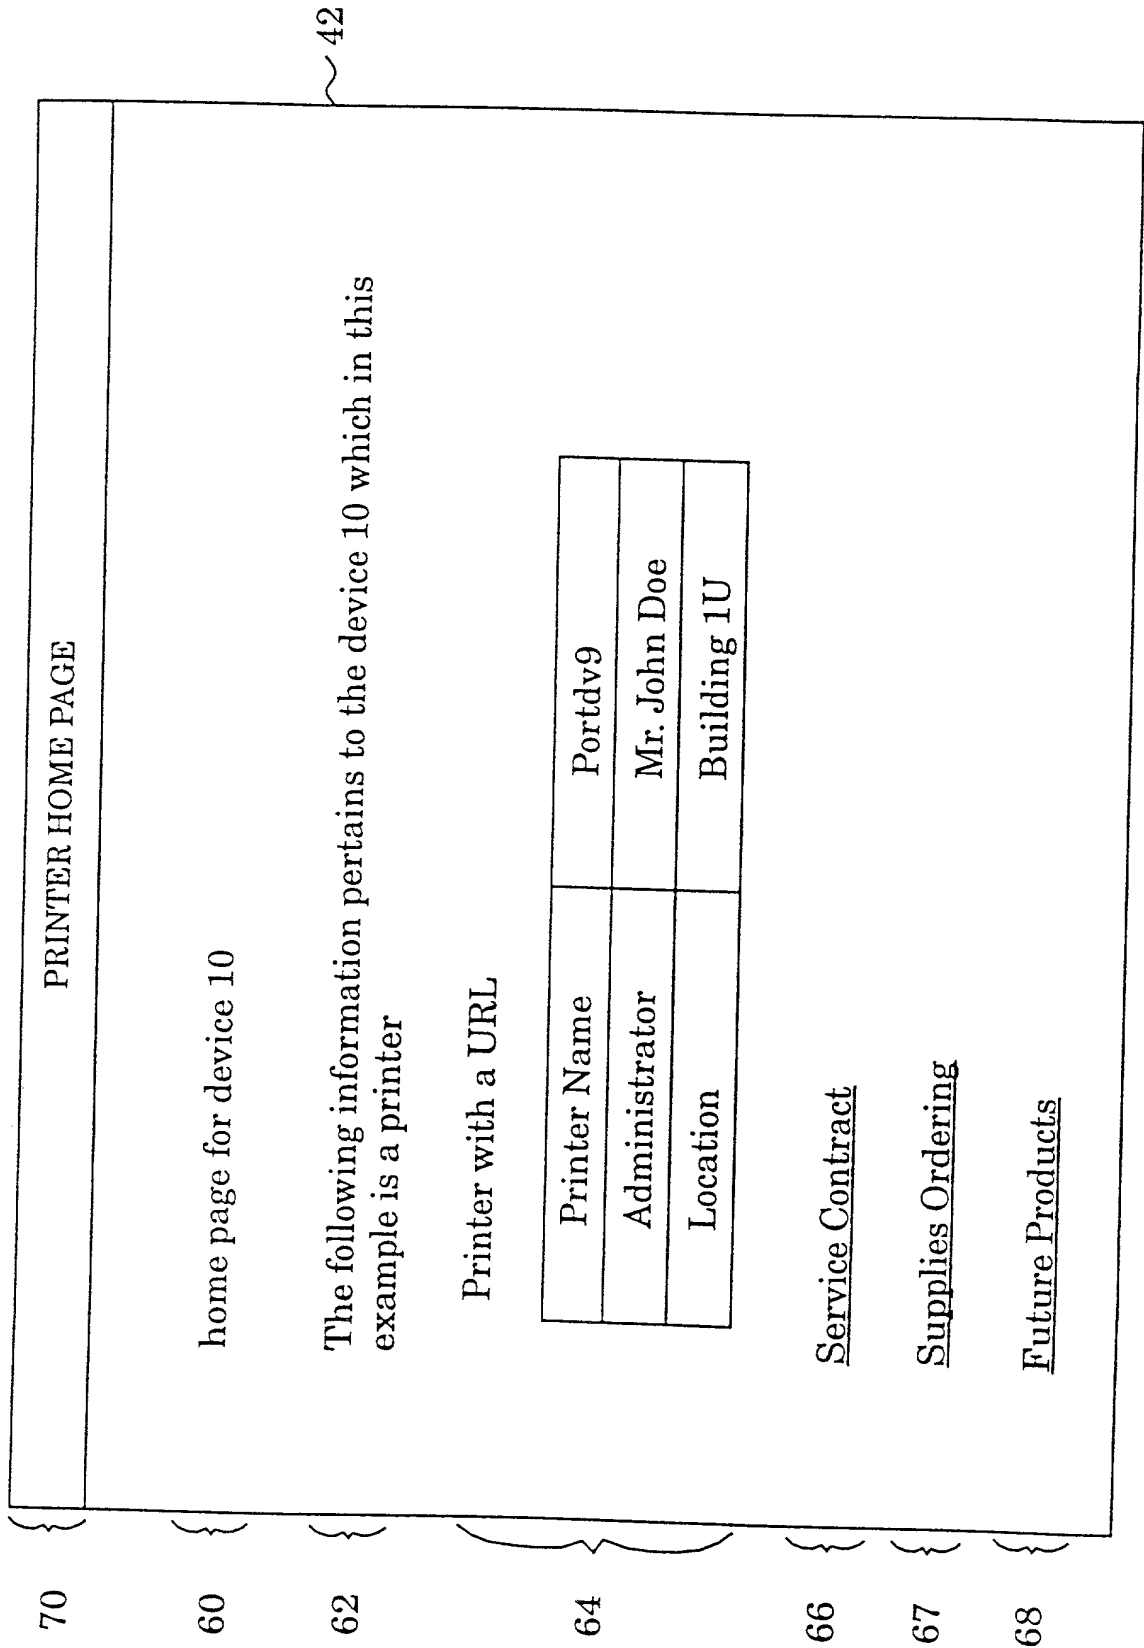 42
70 PRINTER HOME PAGE
60 home page for device 10
62 The following information pertains to the device 10 which in this
example is a printer
64 Printer with a URL
Printer Name Portdv9
Administrator Mr. John Doe
Location Building 1U
66 Service Contract
67 Supplies Ordering
68 Future Products